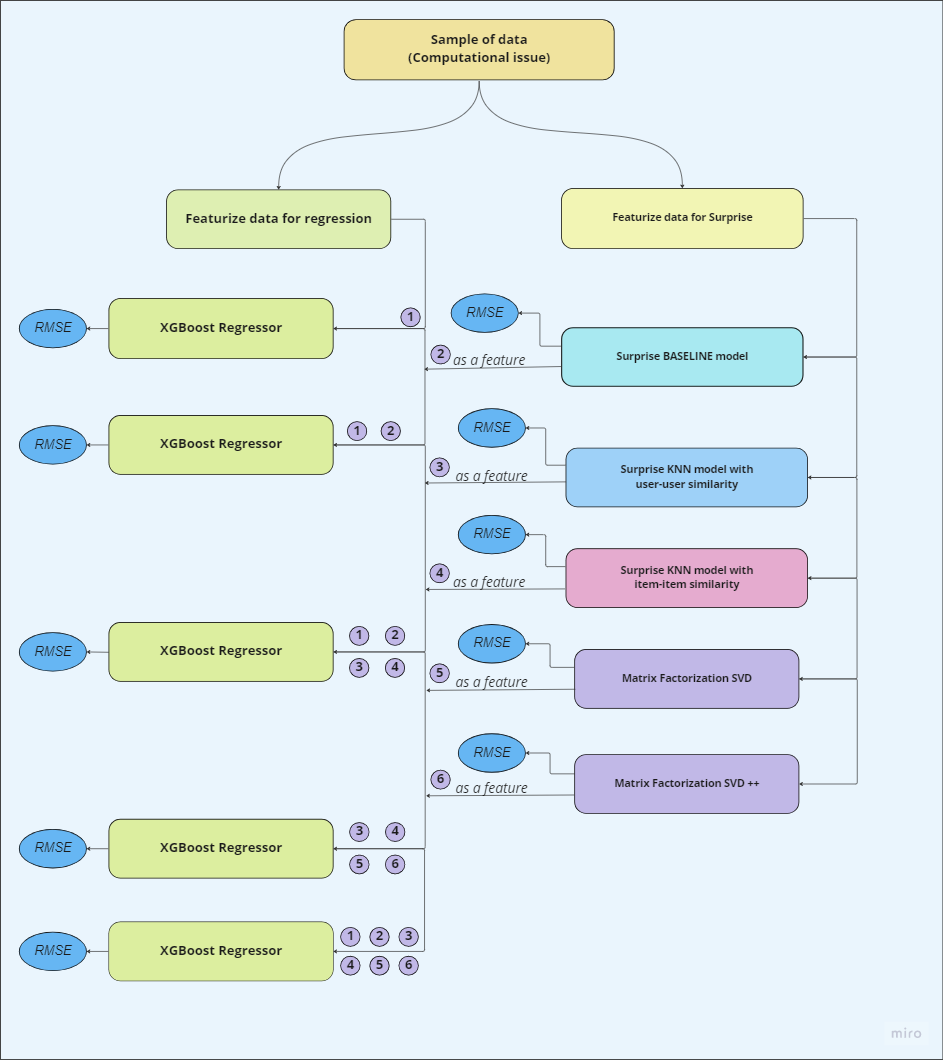 Sample of data
(Computational issue)
Featurize data for regression
Featurize data for Surprise
RMSE
XGBoost Regressor
1
RMSE
2
as a feature
Surprise BASELINE model
RMSE
XGBoost Regressor
1 2
RMSE
3
as a feature
Surprise KNN model with
user-user similarity
RMSE
4
as a feature
Surprise KNN model with
item-item similarity
RMSE
XGBoost Regressor
1 2
3 4
RMSE
5
as a feature
Matrix Factorization SVD
RMSE
6
as a feature
Matrix Factorization SVD ++
RMSE
XGBoost Regressor
3 4
5 6
RMSE
XGBoost Regressor
1 2 3
4 5 6
miro